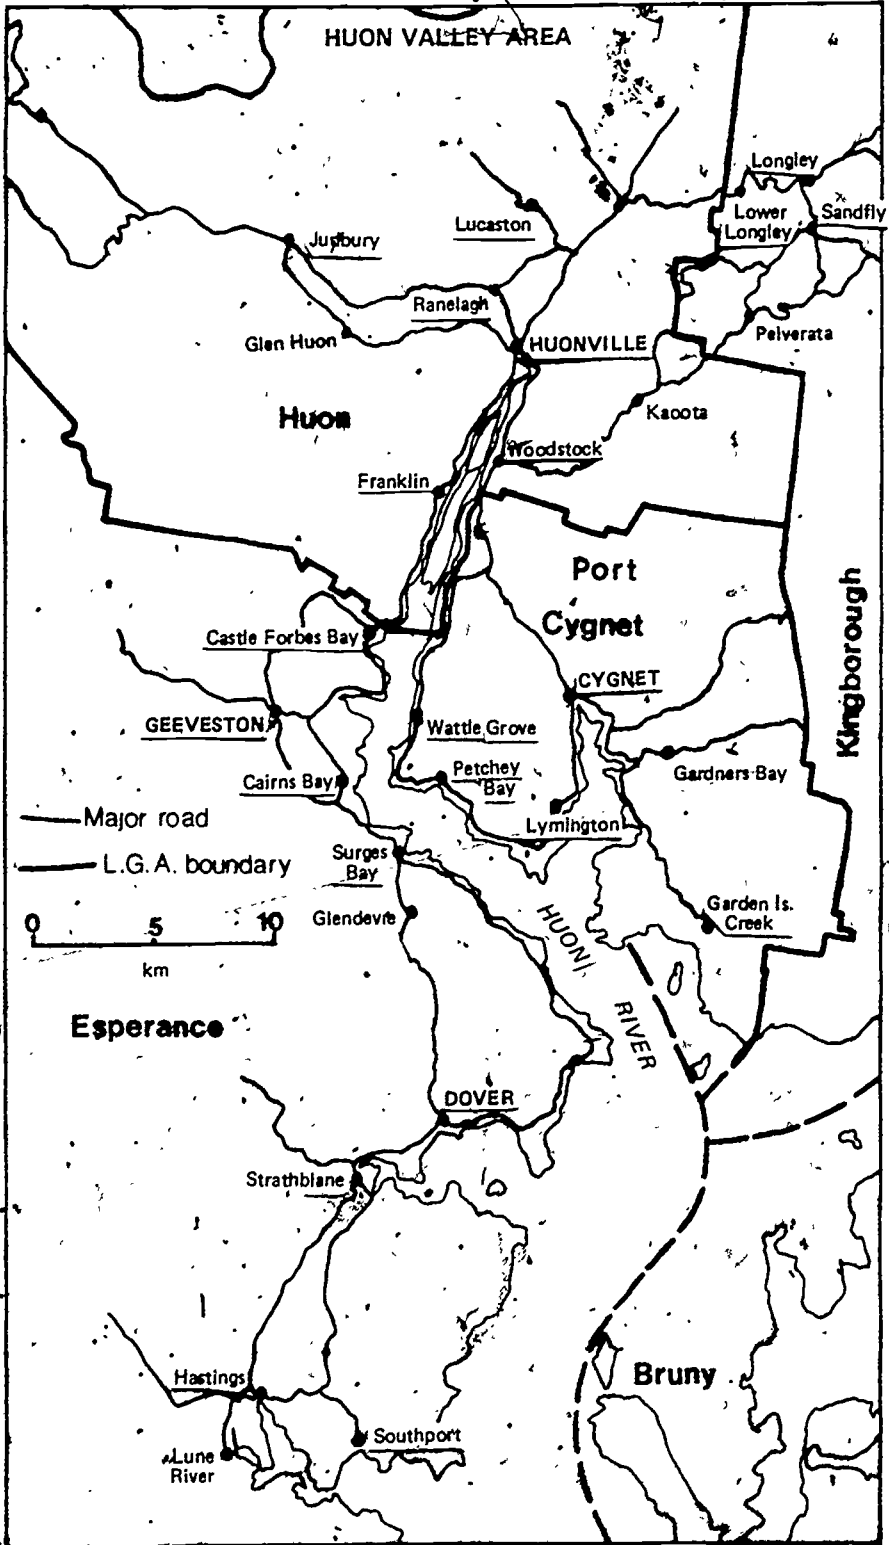 HUON VALLEY AREA
Longley
Lucaston
Lower
Longley
Sandfly
Judbury
Ranelagh
Glen Huon
HUONVILLE
Pelverata
Huon
Kaoota
Woodstock
Franklin
Port
Cygnet
Kingborough
Castle Forbes Bay
CYGNET
GEEVESTON
Wattle Grove
Cairns Bay
Petchey
Bay
Gardners Bay
Major road
Lymington
L.G.A. boundary
Surges
Bay
Garden Is.
Creek
0 5 10
km
Glendevie
HUON
RIVER
Esperance
DOVER
Strathblane
Hastings
Bruny
Southport
Lune
River